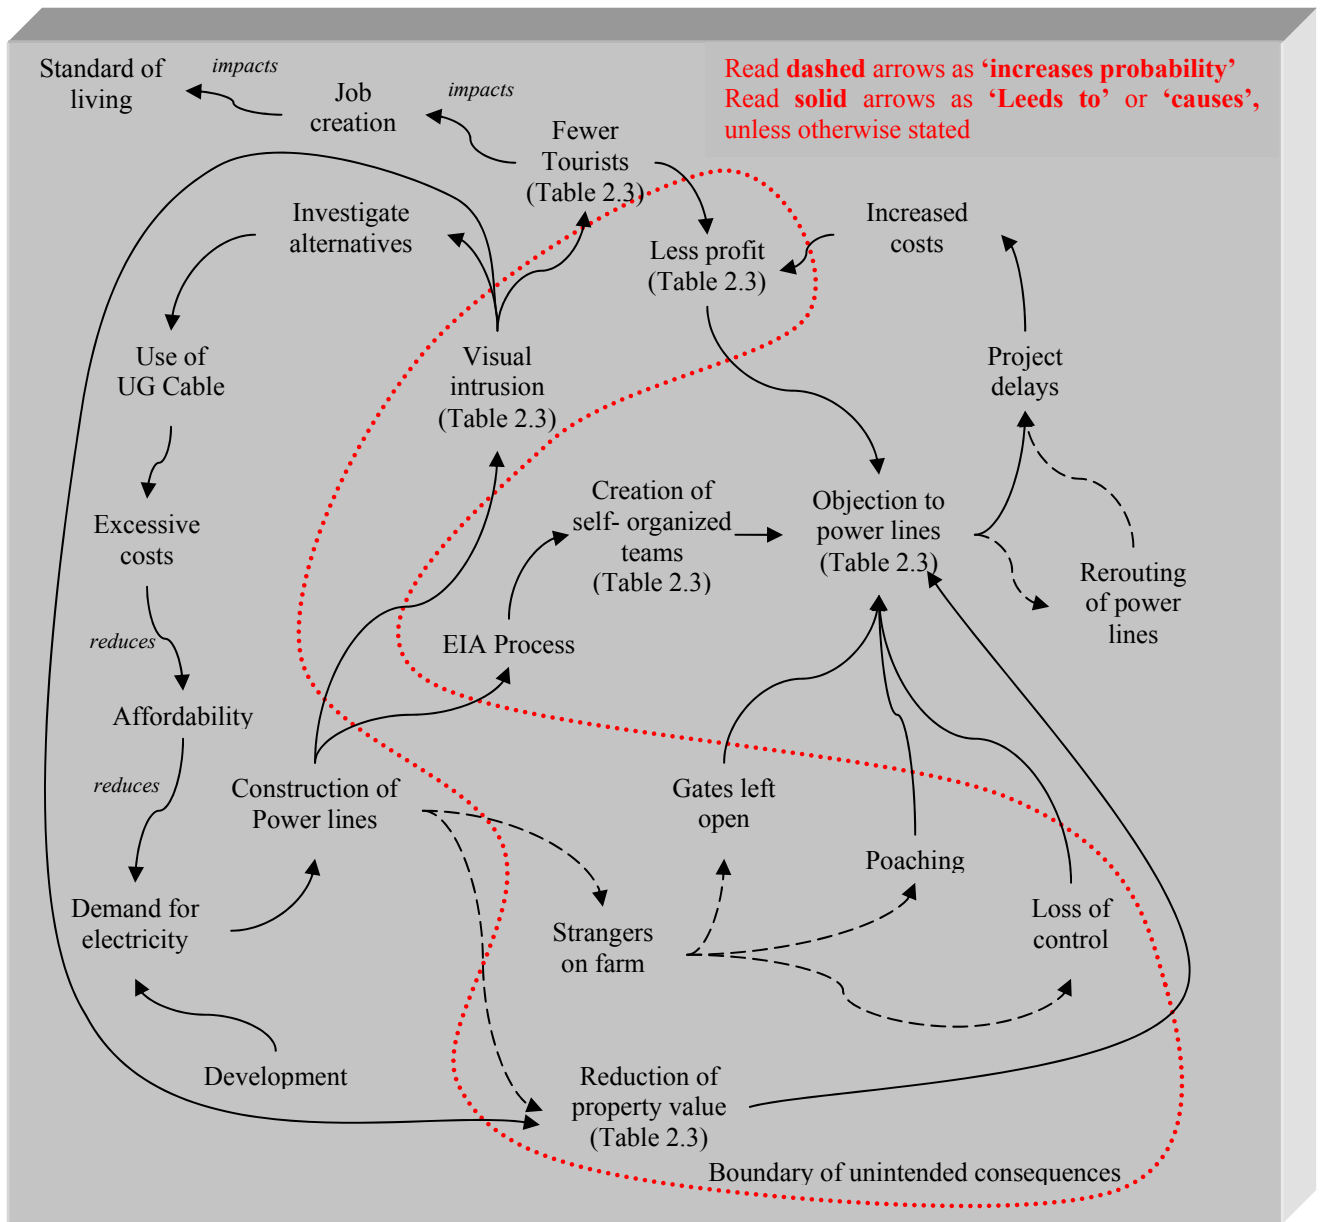 Standard of
living
impacts
Job
creation
impacts
Fewer
Tourists
(Table 2.3)
Read dashed arrows as ‘increases probability’
Read solid arrows as ‘Leeds to’ or ‘causes’,
unless otherwise stated
Investigate
alternatives
Less profit
(Table 2.3)
Increased
costs
Use of
UG Cable
Visual
intrusion
(Table 2.3)
Project
delays
Excessive
costs
Creation of
self- organized
teams
(Table 2.3)
Objection to
power lines
(Table 2.3)
Rerouting
of power
lines
reduces
EIA Process
Affordability
reduces
Construction of
Power lines
Gates left
open
Poaching
Demand for
electricity
Strangers
on farm
Loss of
control
Development
Reduction of
property value
(Table 2.3)
Boundary of unintended consequences